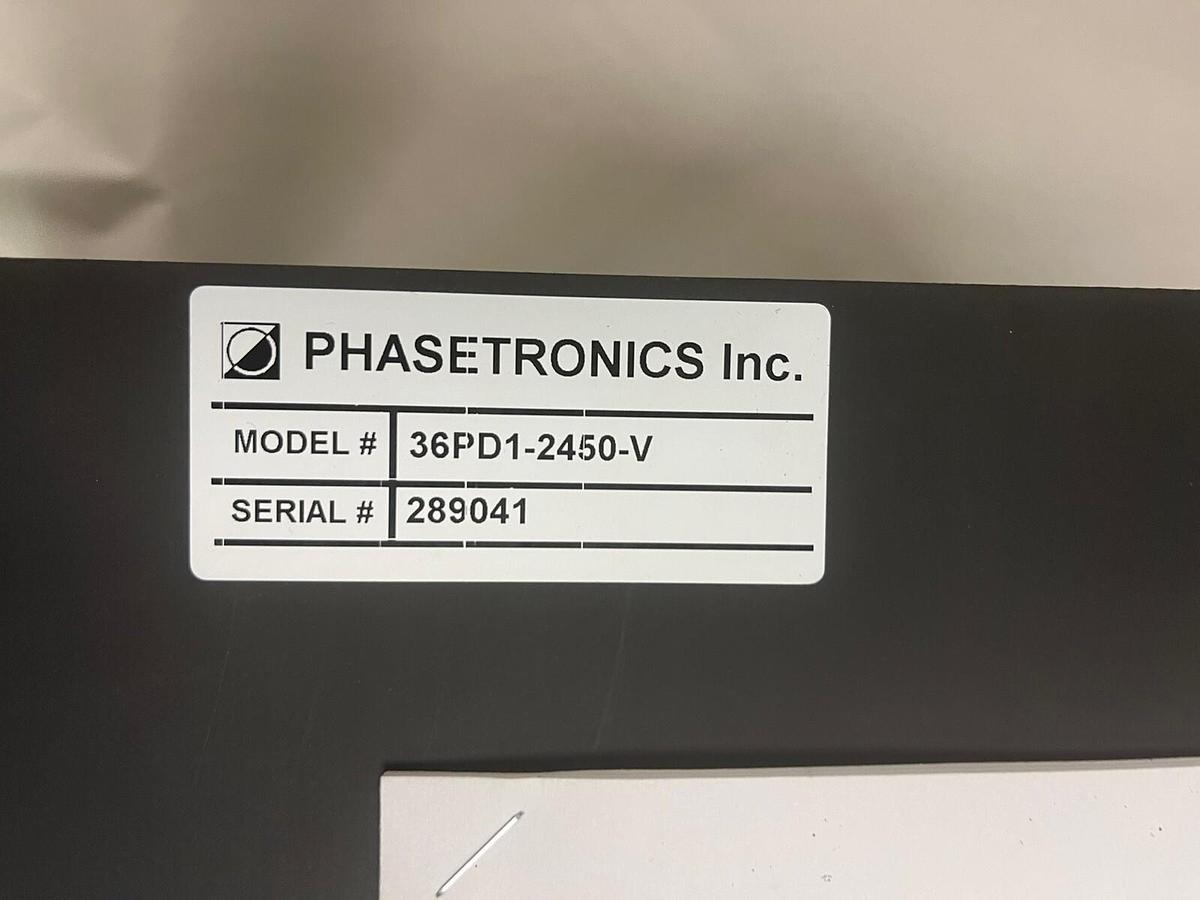 PHASETRONICS Inc.
MODEL # 36PD1-2450-V
SERIAL # 289041